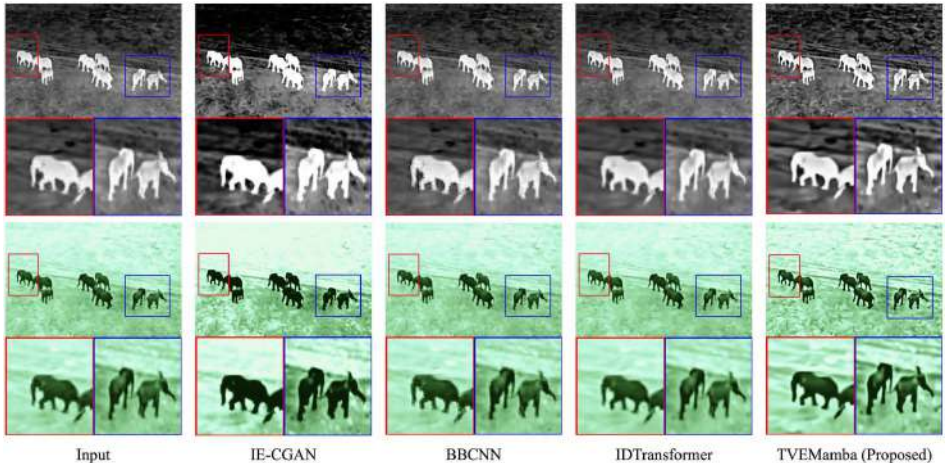 Input
IE-CGAN
BBCNN
IDTransformer
TVEMamba (Proposed)